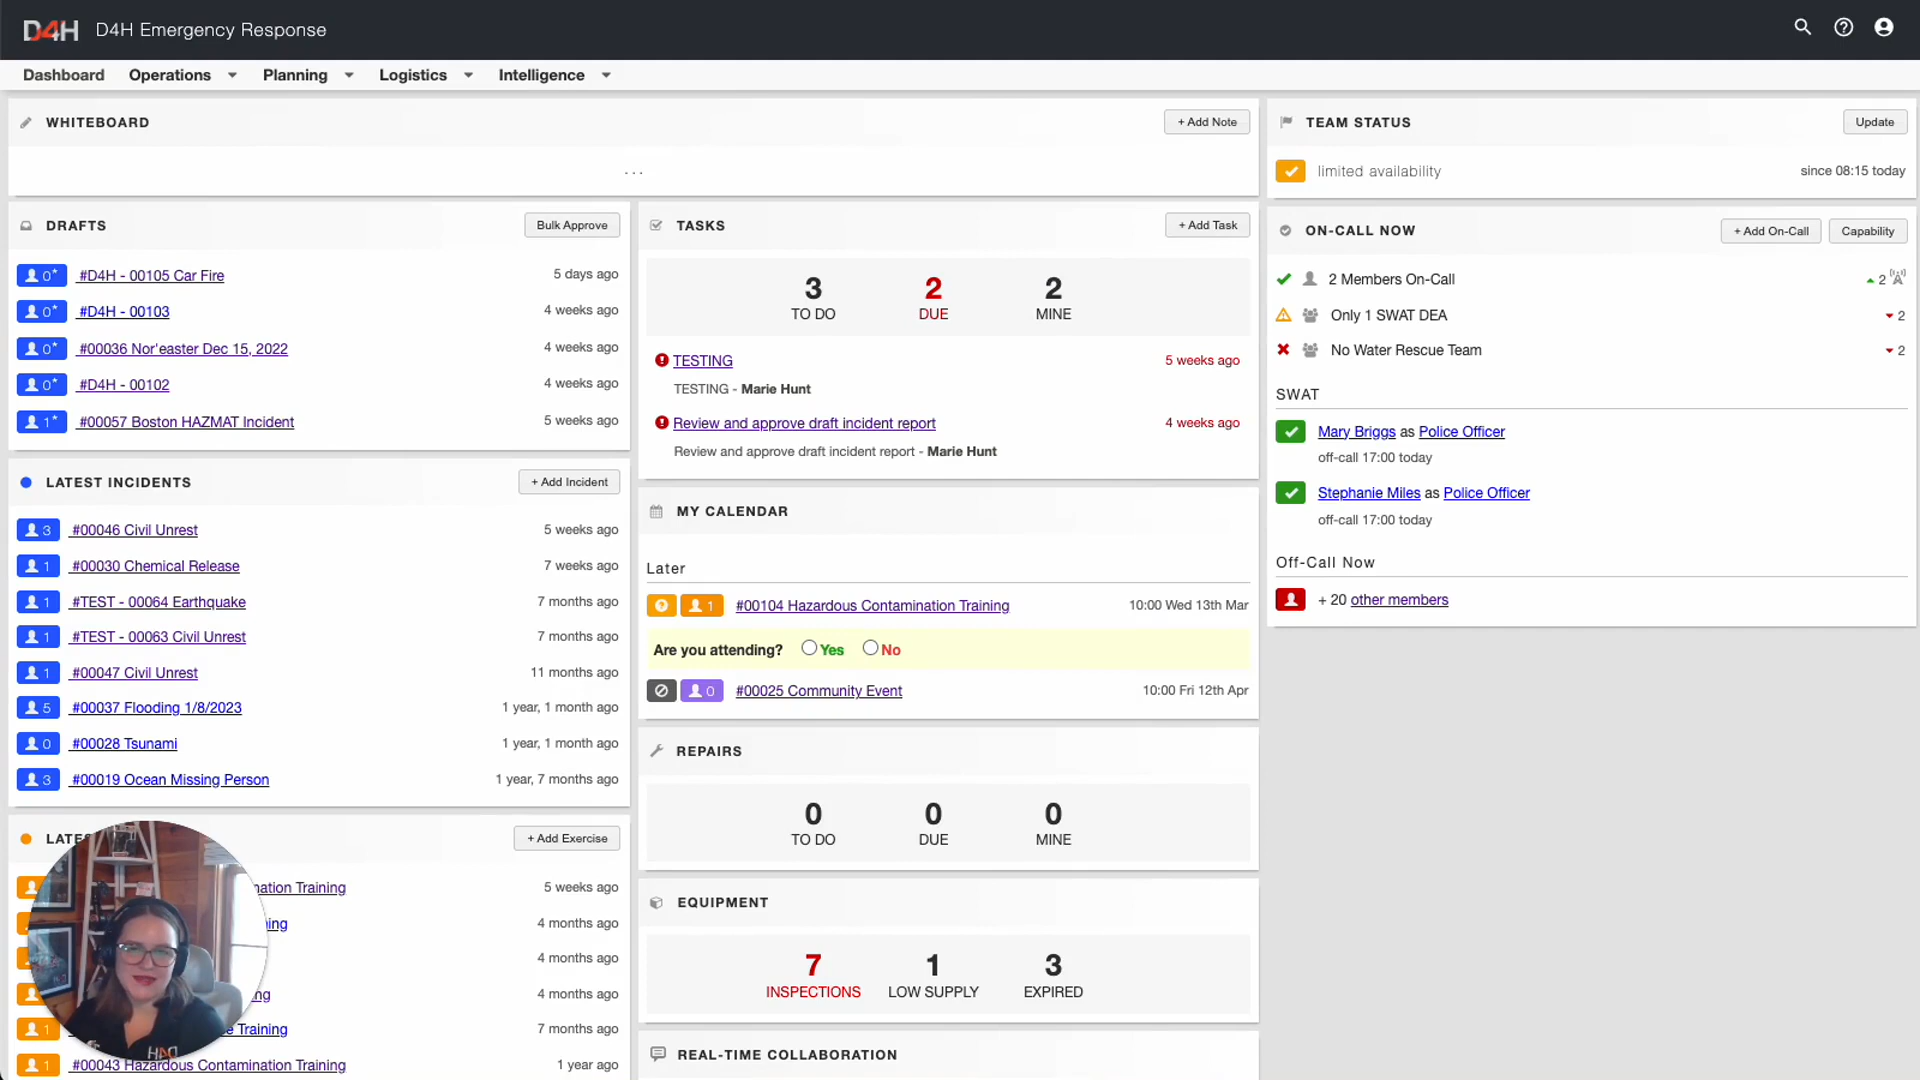 D4H D4H Emergency Response
Dashboard Operations Planning Logistics Intelligence
WHITEBOARD
+ Add Note
...
DRAFTS
Bulk Approve
0* #D4H - 00105 Car Fire 5 days ago
0* #D4H - 00103 4 weeks ago
0* #00036 Nor'easter Dec 15, 2022 4 weeks ago
0* #D4H - 00102 4 weeks ago
1* #00057 Boston HAZMAT Incident 5 weeks ago
LATEST INCIDENTS
+ Add Incident
3 #00046 Civil Unrest 5 weeks ago
1 #00030 Chemical Release 7 weeks ago
1 #TEST - 00064 Earthquake 7 months ago
1 #TEST - 00063 Civil Unrest 7 months ago
1 #00047 Civil Unrest 11 months ago
5 #00037 Flooding 1/8/2023 1 year, 1 month ago
0 #00028 Tsunami 1 year, 1 month ago
3 #00019 Ocean Missing Person 1 year, 7 months ago
+ Add Exercise
Training 5 weeks ago
4 months ago
4 months ago
4 months ago
1 Training 7 months ago
1 #00043 Hazardous Contamination Training 1 year ago
TASKS
+ Add Task
3 2 2
TO DO DUE MINE
TESTING 5 weeks ago
TESTING - Marie Hunt
Review and approve draft incident report 4 weeks ago
Review and approve draft incident report - Marie Hunt
MY CALENDAR
Later
1 #00104 Hazardous Contamination Training 10:00 Wed 13th Mar
Are you attending? Yes No
0 #00025 Community Event 10:00 Fri 12th Apr
REPAIRS
0 0 0
TO DO DUE MINE
EQUIPMENT
7 1 3
INSPECTIONS LOW SUPPLY EXPIRED
REAL-TIME COLLABORATION
TEAM STATUS
Update
limited availability since 08:15 today
ON-CALL NOW
+ Add On-Call Capability
2 Members On-Call 2
Only 1 SWAT DEA 2
No Water Rescue Team 2
SWAT
Mary Briggs as Police Officer
off-call 17:00 today
Stephanie Miles as Police Officer
off-call 17:00 today
Off-Call Now
+ 20 other members